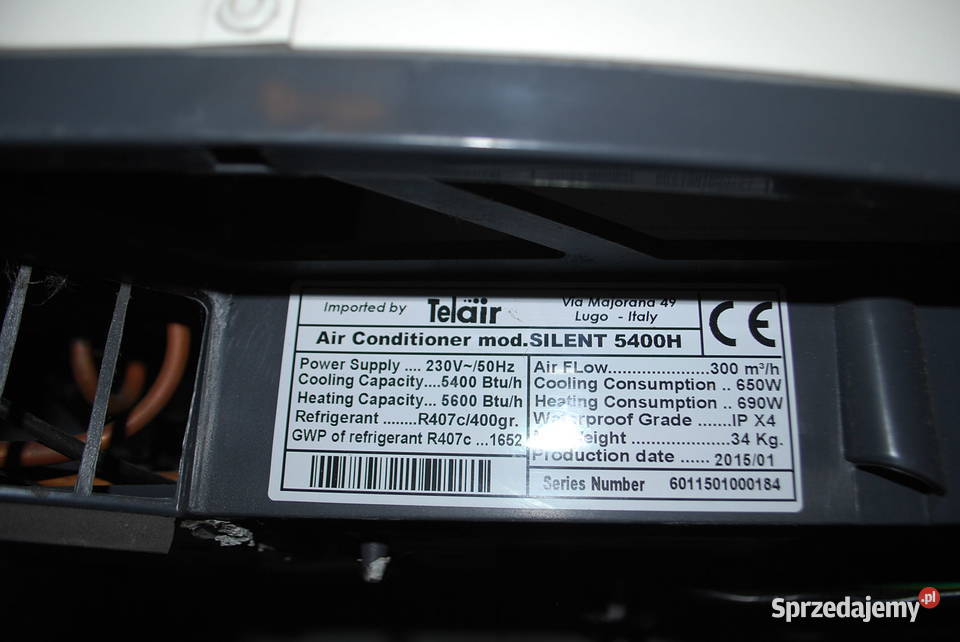 Imported by Telair Via Majorana 49
Lugo - Italy
CE
Air Conditioner mod.SILENT 5400H
Power Supply .... 230V~/50Hz
Cooling Capacity....5400 Btu/h
Heating Capacity... 5600 Btu/h
Refrigerant ........R407c/400gr.
GWP of refrigerant R407c ...1652
Air FLow....................300 m³/h
Cooling Consumption .. 650W
Heating Consumption .. 690W
Waterproof Grade .......IP X4
Weight ....................34 Kg.
Production date ...... 2015/01
Series Number 6011501000184
Sprzedajemy.pl